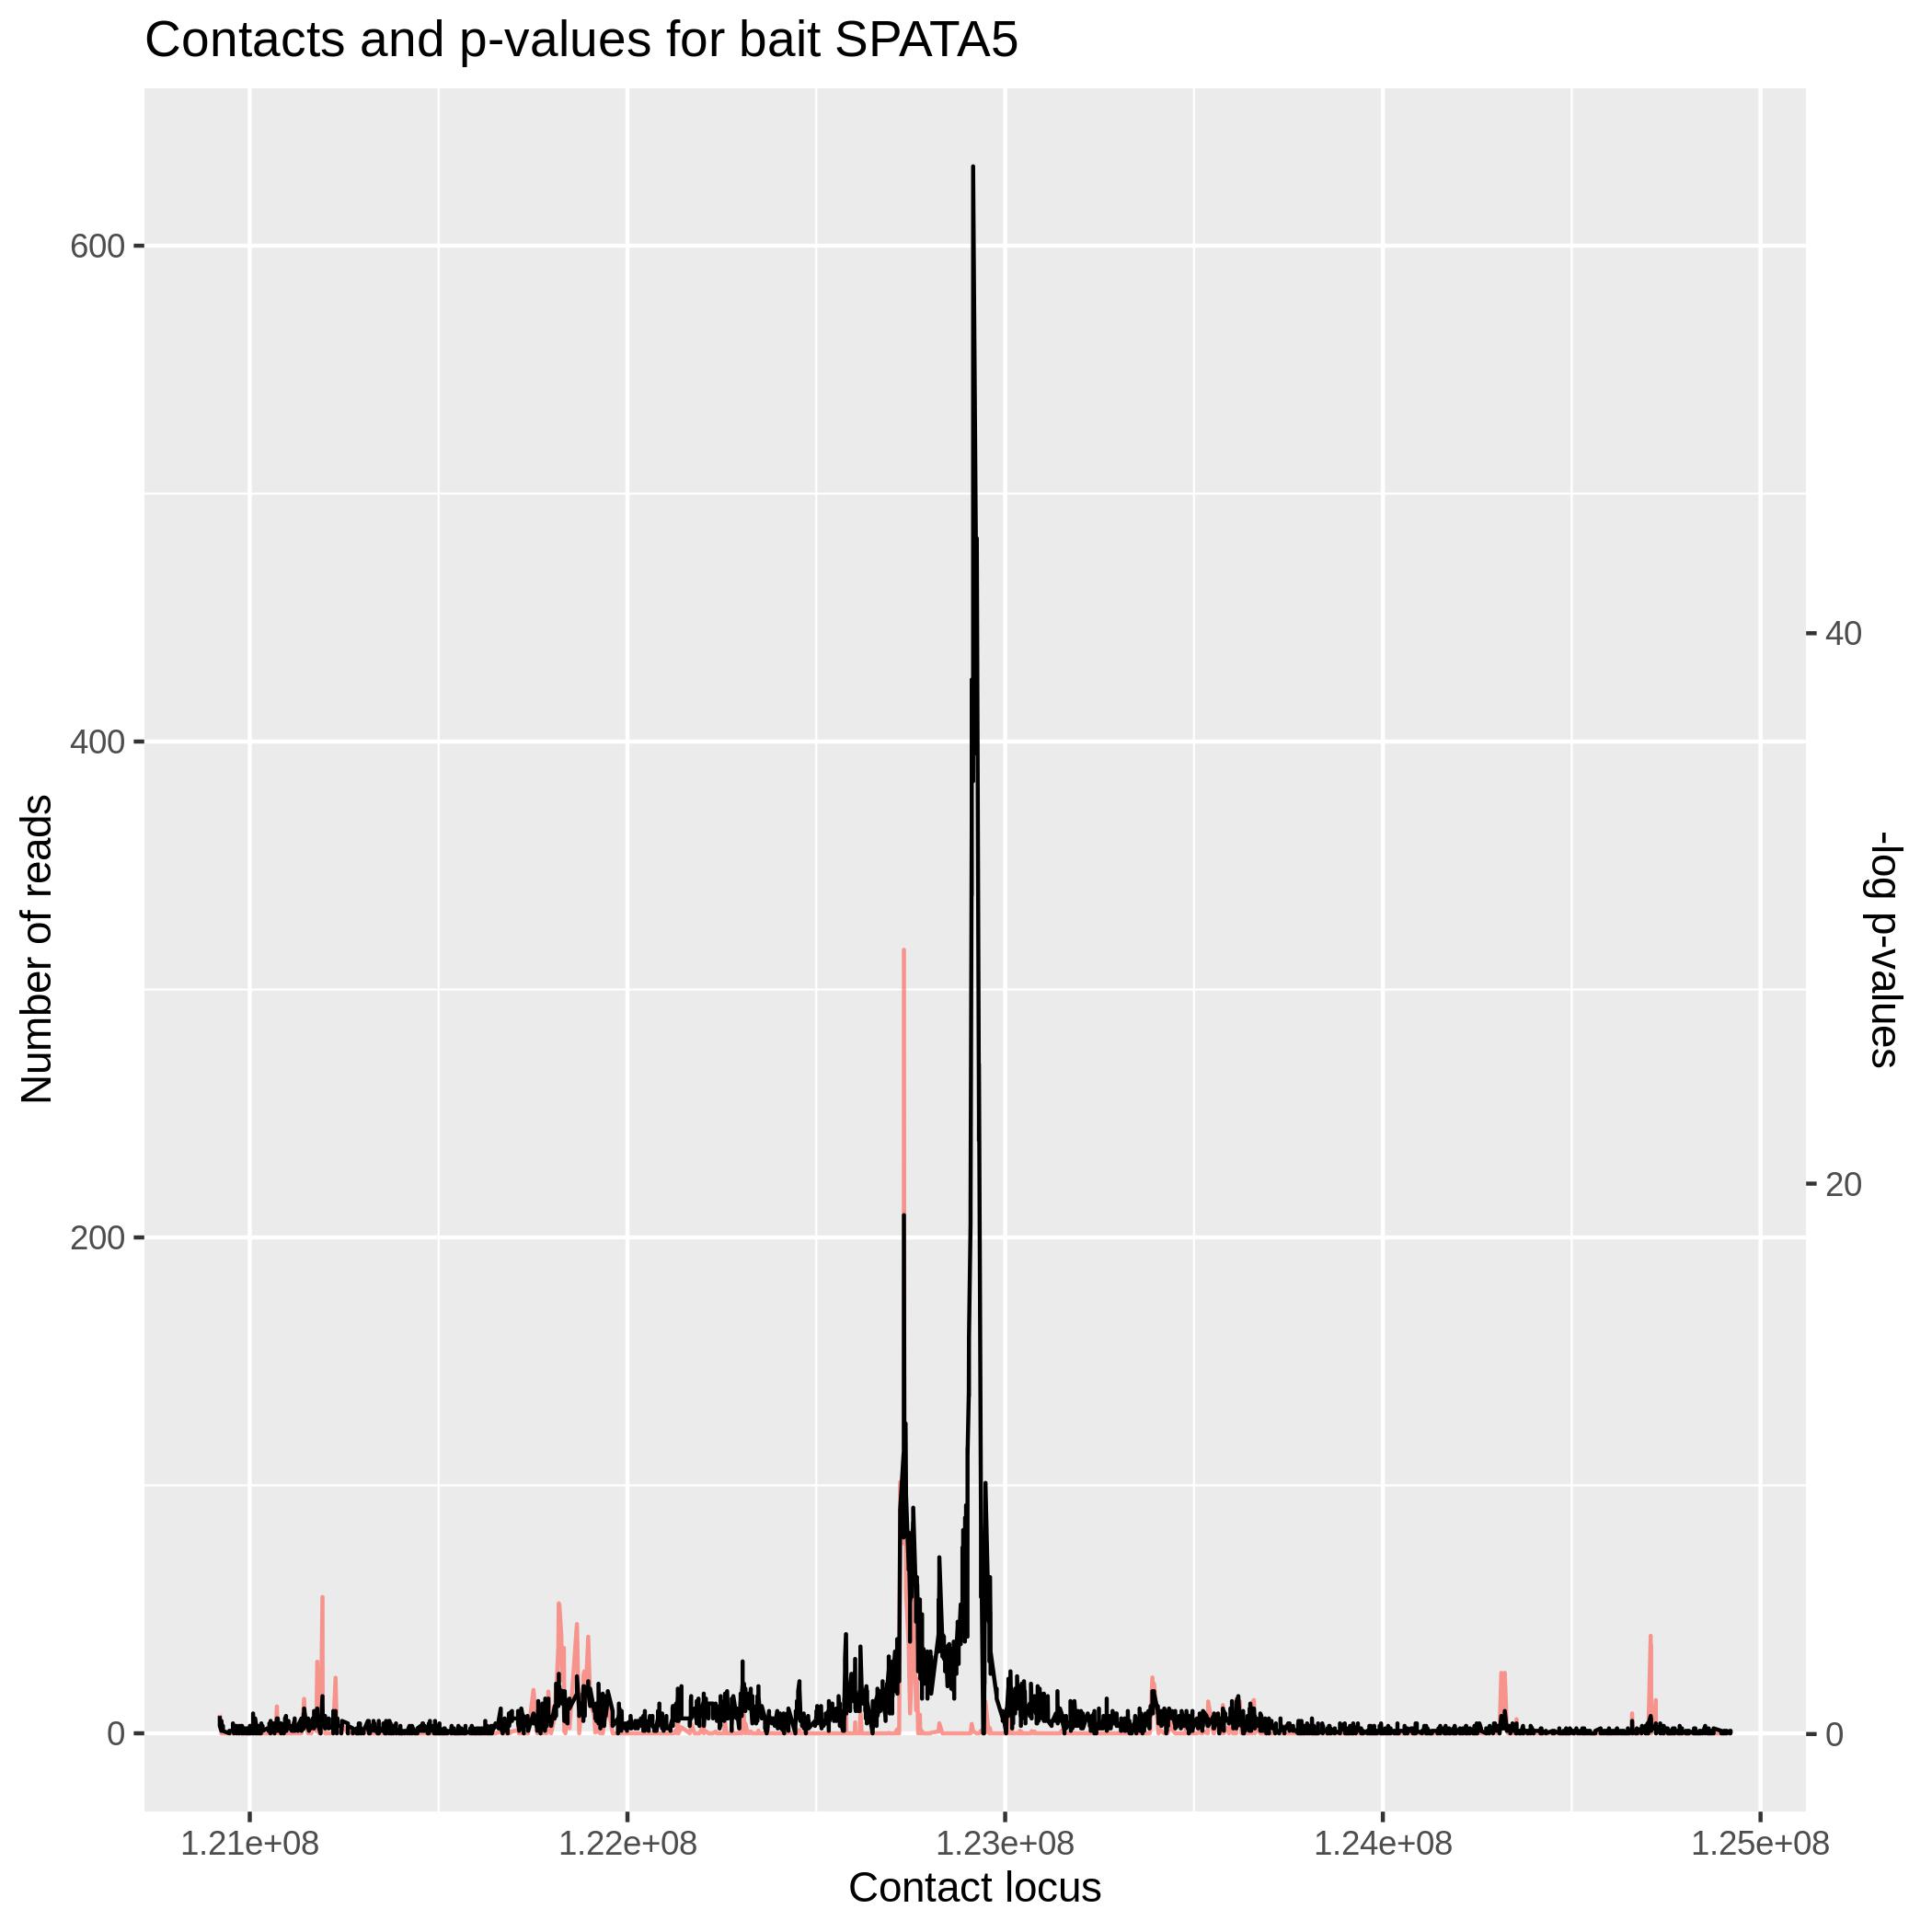 Contacts and p-values for bait SPATA5
600
400
200
0
40
20
0
Number of reads
-log p-values
1.21e+08 1.22e+08 1.23e+08 1.24e+08 1.25e+08
Contact locus